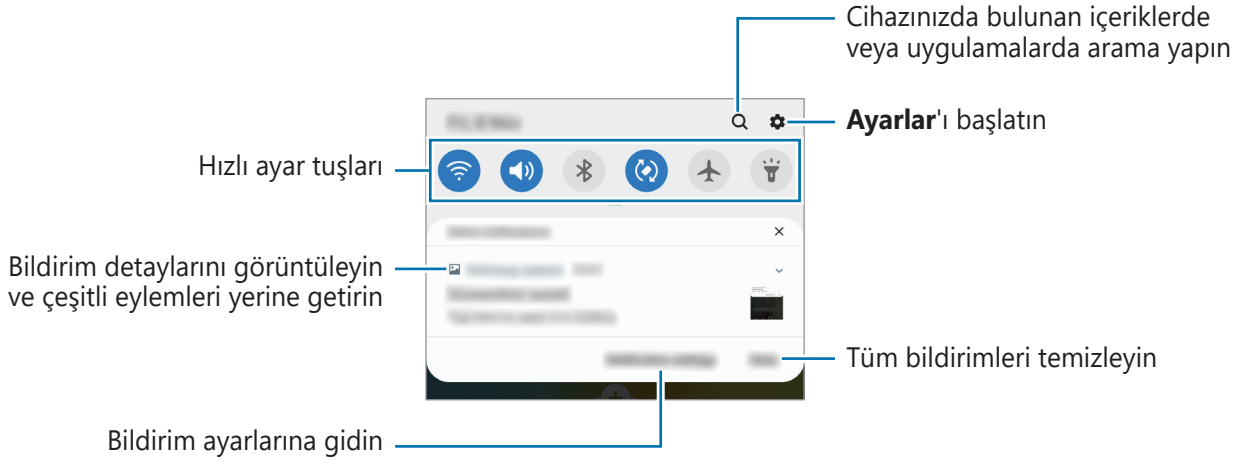 Cihazınızda bulunan içeriklerde
veya uygulamalarda arama yapın
Ayarlar'ı başlatın
Hızlı ayar tuşları
Bildirim detaylarını görüntüleyin
ve çeşitli eylemleri yerine getirin
Tüm bildirimleri temizleyin
Bildirim ayarlarına gidin